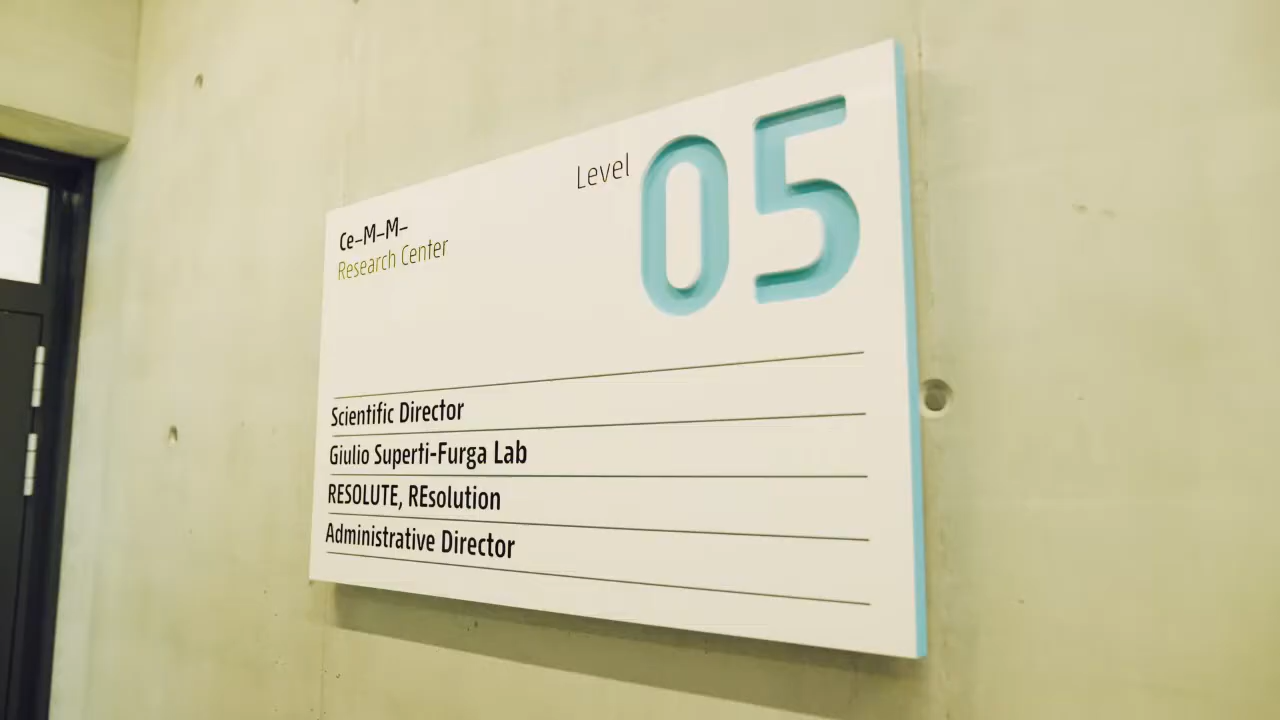 Level 05
Ce–M–M–
Research Center
Scientific Director
Giulio Superti-Furga Lab
RESOLUTE, REsolution
Administrative Director